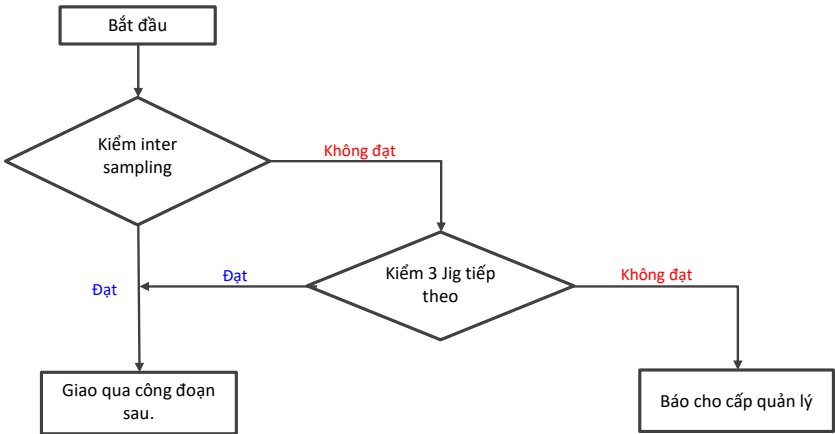 Bắt đầu
Kiểm inter
sampling
Không đạt
Kiểm 3 Jig tiếp
theo
Không đạt
Đạt
Đạt
Giao qua công đoạn
sau.
Báo cho cấp quản lý